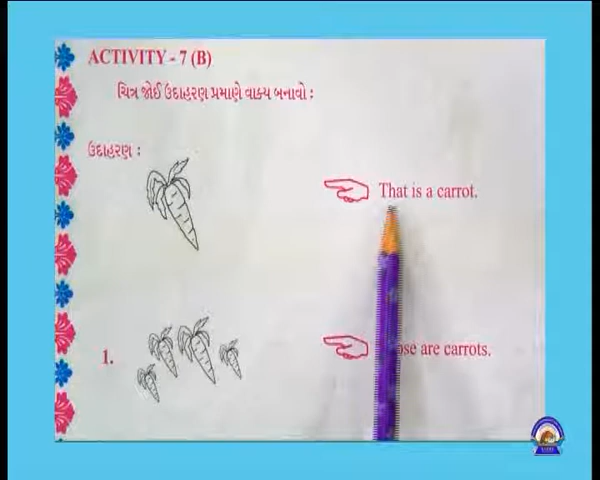 ACTIVITY - 7 (B)
ચિત્ર જોઈ ઉદાહરણ પ્રમાણે વાક્ય બનાવો :
ઉદાહરણ :
That is a carrot.
1.
ose are carrots.